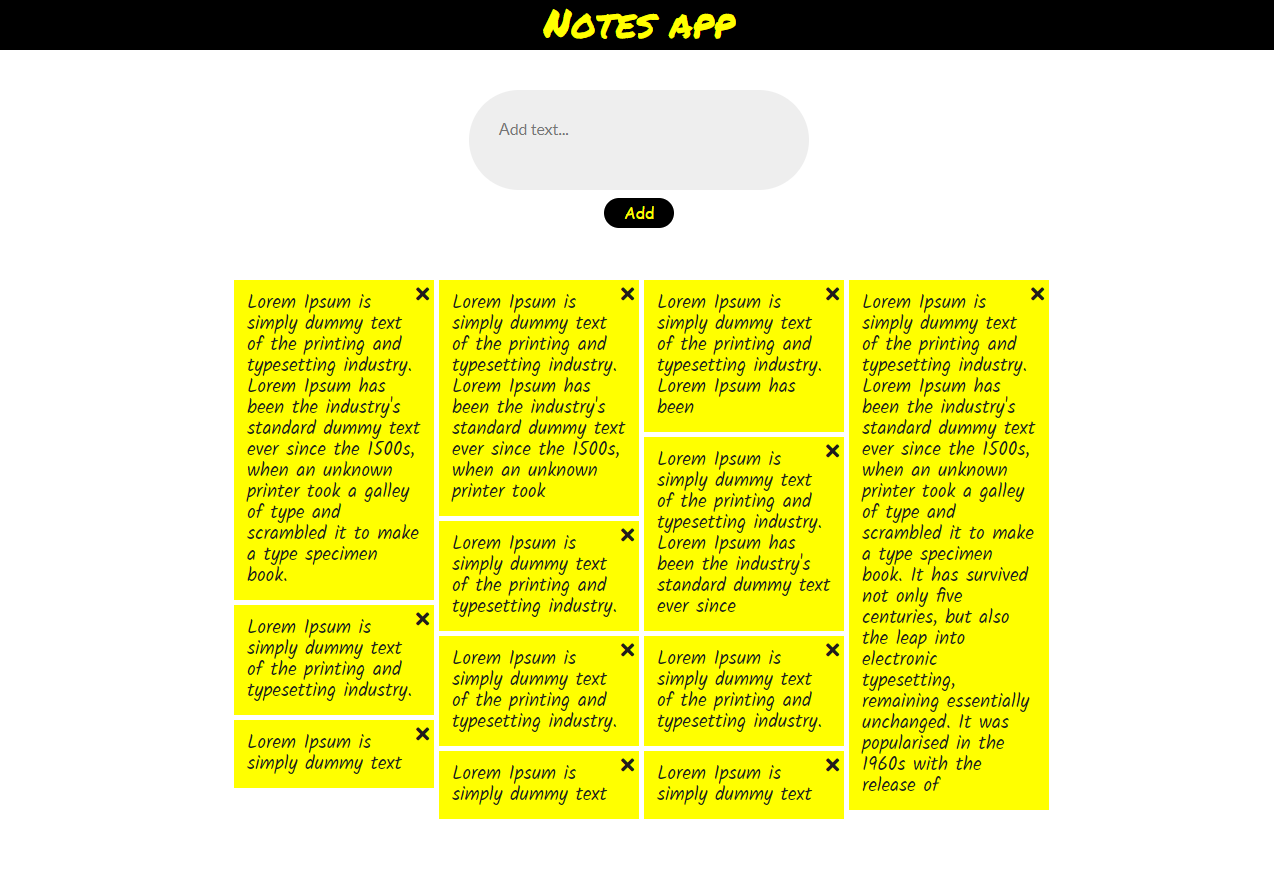 Notes app
Add text...
Add
Lorem Ipsum is
simply dummy text
of the printing and
typesetting industry.
Lorem Ipsum has
been the industry's
standard dummy text
ever since the 1500s,
when an unknown
printer took a galley
of type and
scrambled it to make
a type specimen
book.
Lorem Ipsum is
simply dummy text
of the printing and
typesetting industry.
Lorem Ipsum is
simply dummy text
Lorem Ipsum is
simply dummy text
of the printing and
typesetting industry.
Lorem Ipsum has
been the industry's
standard dummy text
ever since the 1500s,
when an unknown
printer took
Lorem Ipsum is
simply dummy text
of the printing and
typesetting industry.
Lorem Ipsum is
simply dummy text
of the printing and
typesetting industry.
Lorem Ipsum is
simply dummy text
Lorem Ipsum is
simply dummy text
of the printing and
typesetting industry.
Lorem Ipsum has
been
Lorem Ipsum is
simply dummy text
of the printing and
typesetting industry.
Lorem Ipsum has
been the industry's
standard dummy text
ever since
Lorem Ipsum is
simply dummy text
of the printing and
typesetting industry.
Lorem Ipsum is
simply dummy text
Lorem Ipsum is
simply dummy text
of the printing and
typesetting industry.
Lorem Ipsum has
been the industry's
standard dummy text
ever since the 1500s,
when an unknown
printer took a galley
of type and
scrambled it to make
a type specimen
book. It has survived
not only five
centuries, but also
the leap into
electronic
typesetting,
remaining essentially
unchanged. It was
popularised in the
1960s with the
release of